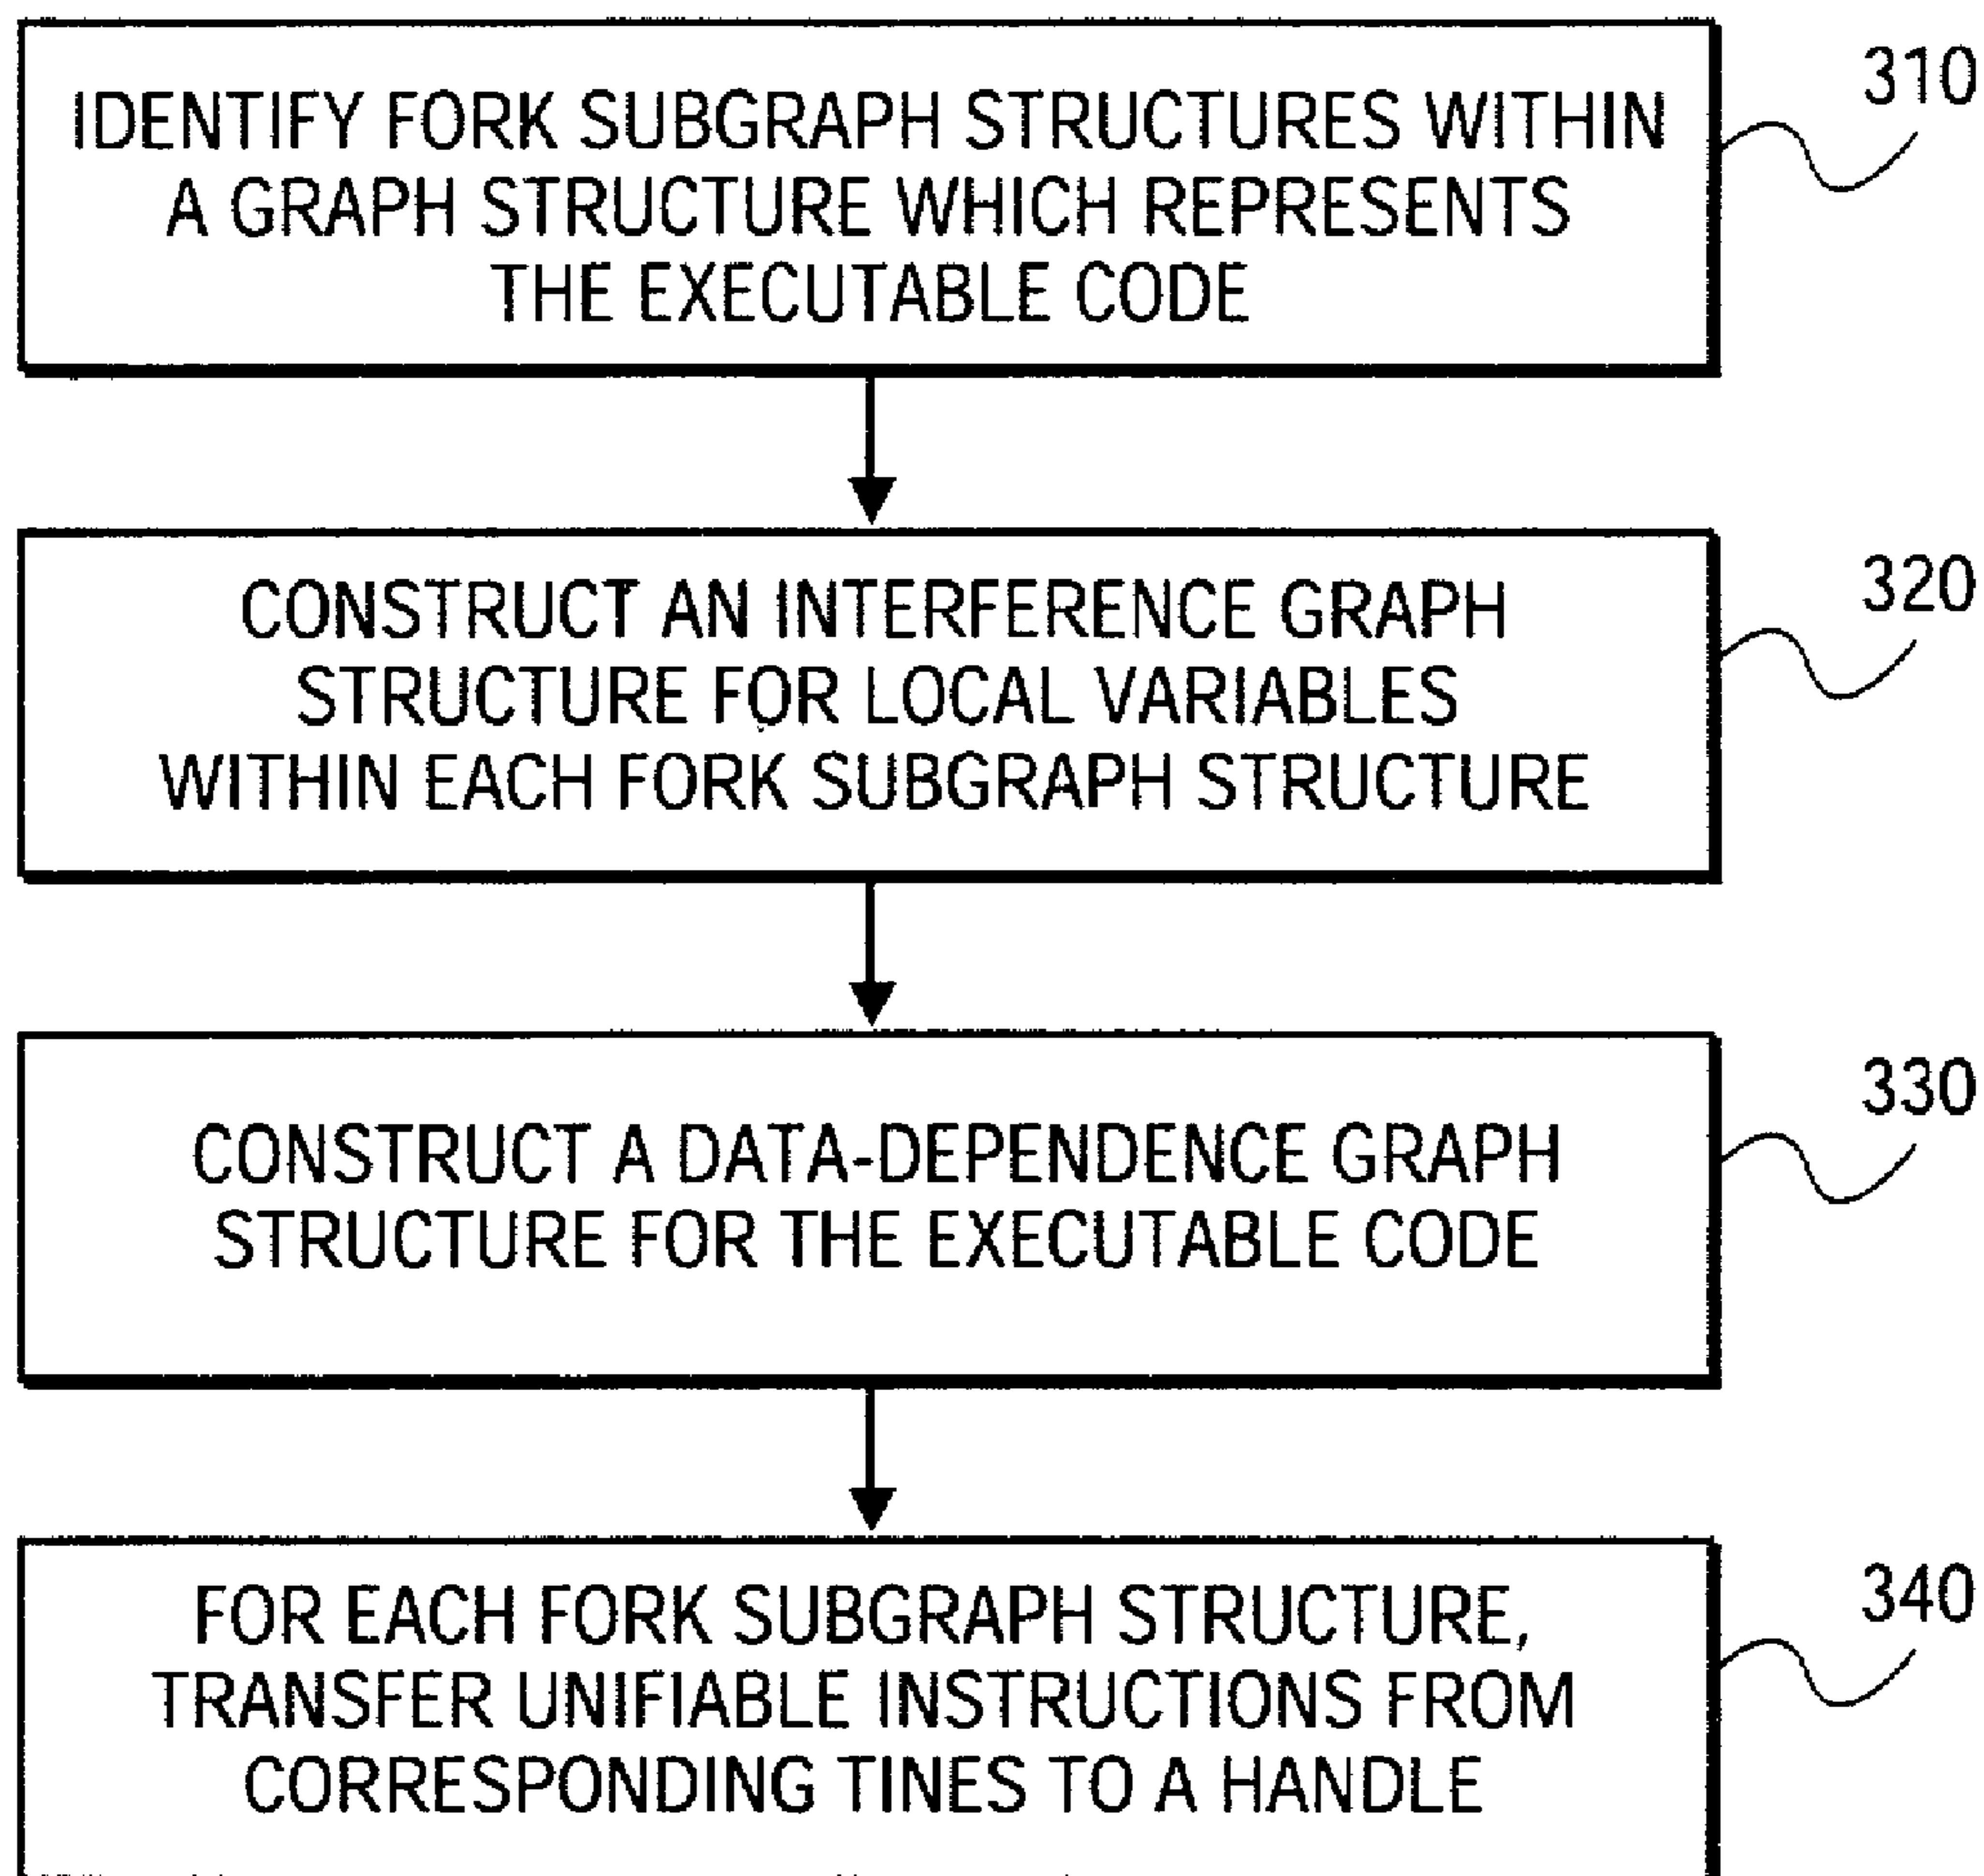 310
IDENTIFY FORK SUBGRAPH STRUCTURES WITHIN
A GRAPH STRUCTURE WHICH REPRESENTS
THE EXECUTABLE CODE
320
CONSTRUCT AN INTERFERENCE GRAPH
STRUCTURE FOR LOCAL VARIABLES
WITHIN EACH FORK SUBGRAPH STRUCTURE
330
CONSTRUCT A DATA-DEPENDENCE GRAPH
STRUCTURE FOR THE EXECUTABLE CODE
340
FOR EACH FORK SUBGRAPH STRUCTURE,
TRANSFER UNIFIABLE INSTRUCTIONS FROM
CORRESPONDING TINES TO A HANDLE